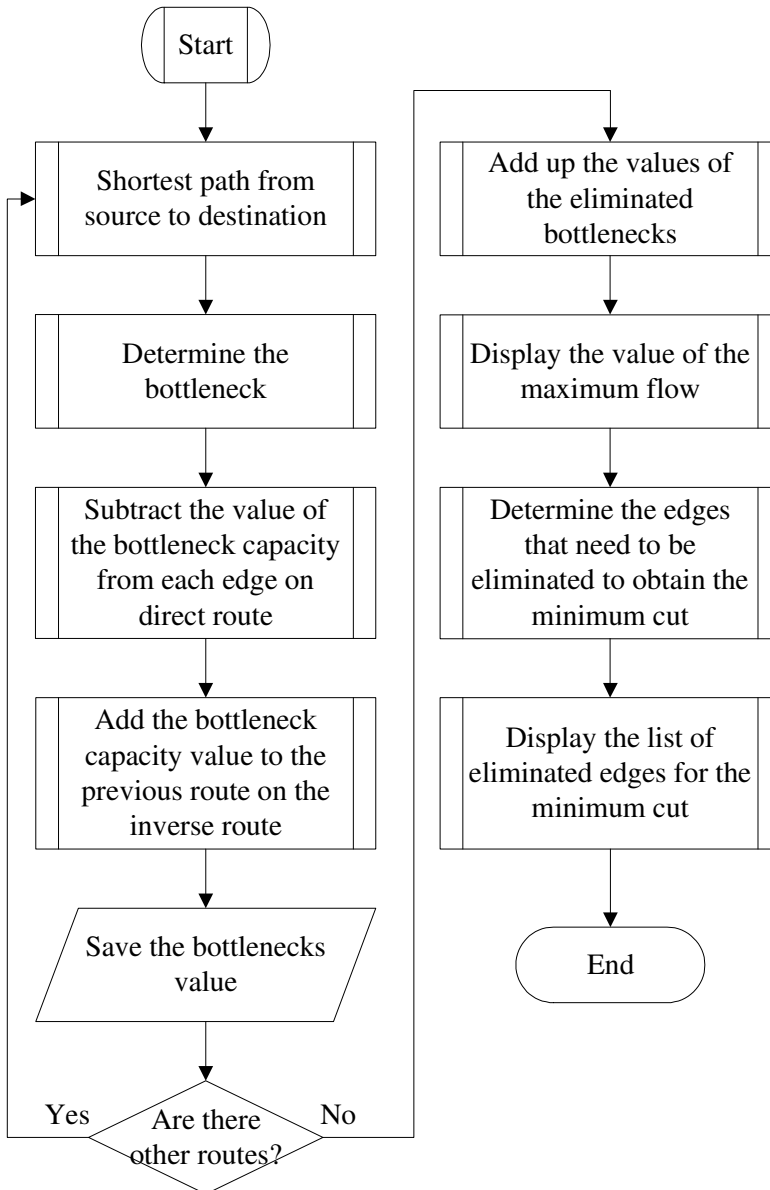 Start
Shortest path from
source to destination
Determine the
bottleneck
Subtract the value of
the bottleneck capacity
from each edge on
direct route
Add the bottleneck
capacity value to the
previous route on the
inverse route
Save the bottlenecks
value
Yes
No
Are there
other routes?
Add up the values of
the eliminated
bottlenecks
Display the value of the
maximum flow
Determine the edges
that need to be
eliminated to obtain the
minimum cut
Display the list of
eliminated edges for the
minimum cut
End